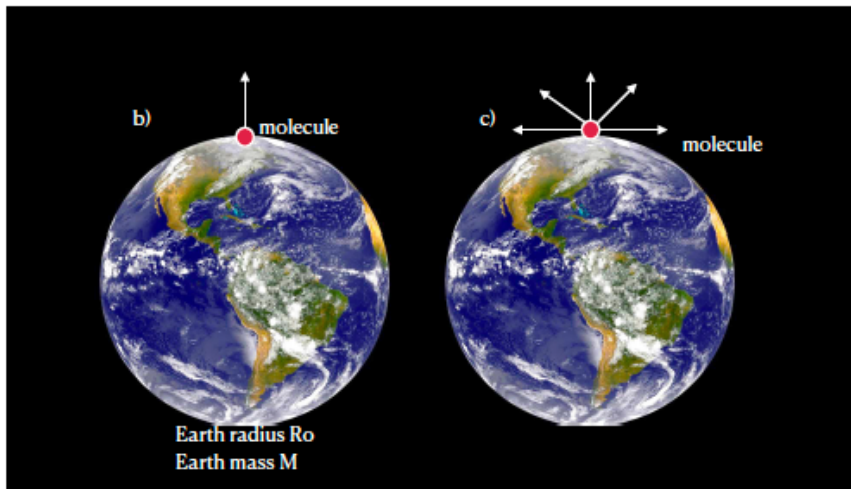 b)
molecule
c)
molecule
Earth radius Ro
Earth mass M